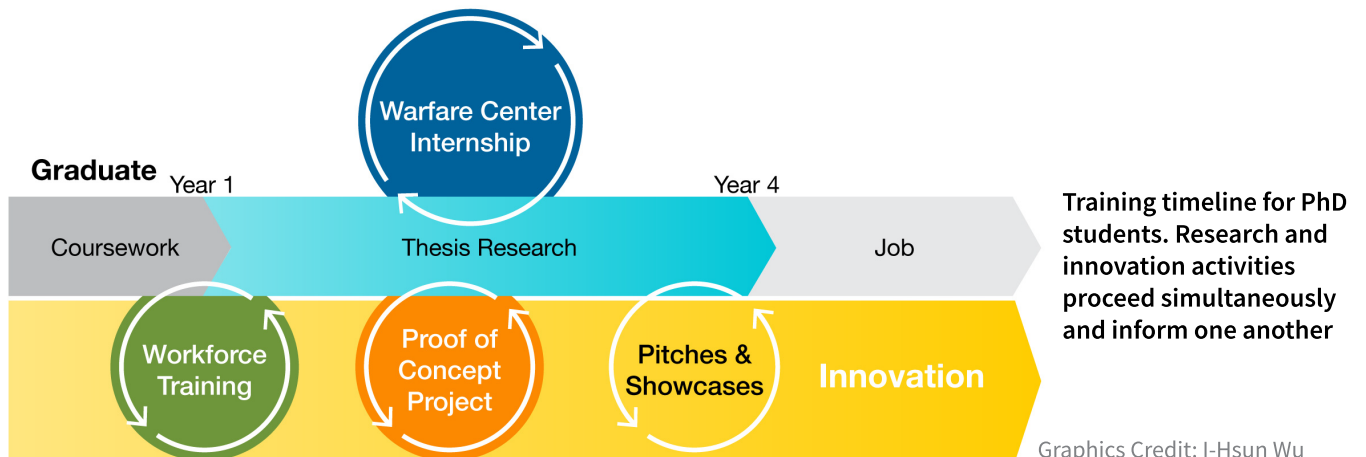 Warfare Center
Internship
Graduate
Year 1
Year 4
Coursework
Thesis Research
Job
Workforce
Training
Proof of
Concept
Project
Pitches &
Showcases
Innovation
Training timeline for PhD
students. Research and
innovation activities
proceed simultaneously
and inform one another
Graphics Credit: I-Hsun Wu